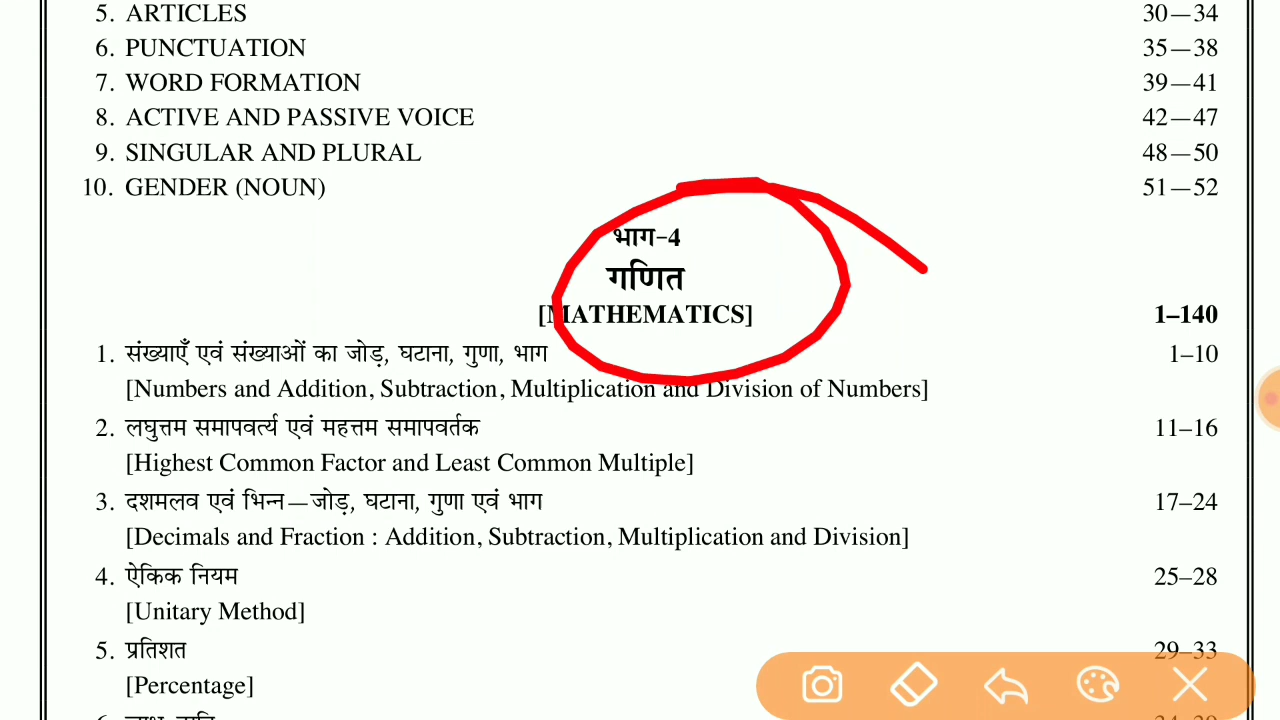 5. ARTICLES 30—34
6. PUNCTUATION 35—38
7. WORD FORMATION 39—41
8. ACTIVE AND PASSIVE VOICE 42—47
9. SINGULAR AND PLURAL 48—50
10. GENDER (NOUN) 51—52
भाग-4
गणित
[MATHEMATICS] 1–140
1. संख्याएँ एवं संख्याओं का जोड़, घटाना, गुणा, भाग 1–10
[Numbers and Addition, Subtraction, Multiplication and Division of Numbers]
2. लघुत्तम समापवर्त्य एवं महत्तम समापवर्तक 11–16
[Highest Common Factor and Least Common Multiple]
3. दशमलव एवं भिन्न—जोड़, घटाना, गुणा एवं भाग 17–24
[Decimals and Fraction : Addition, Subtraction, Multiplication and Division]
4. ऐकिक नियम 25–28
[Unitary Method]
5. प्रतिशत 29–33
[Percentage]